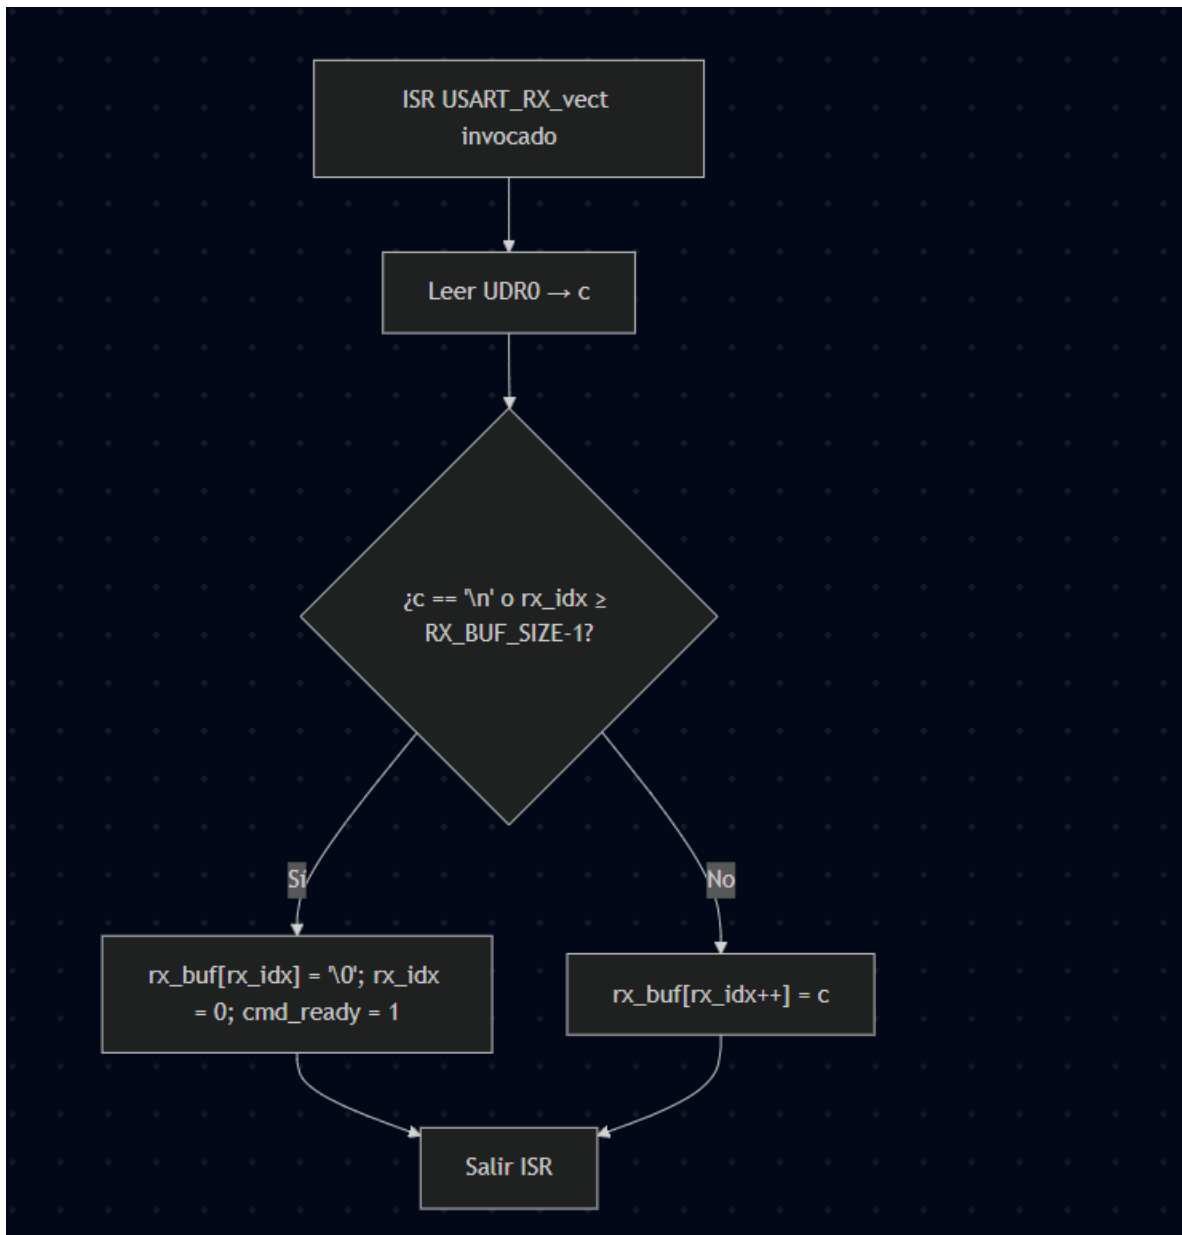 ISR USART_RX_vect
invocado
Leer UDR0 → c
¿c == '\n' o rx_idx ≥
RX_BUF_SIZE-1?
Sí
No
rx_buf[rx_idx] = '\0'; rx_idx
= 0; cmd_ready = 1
rx_buf[rx_idx++] = c
Salir ISR